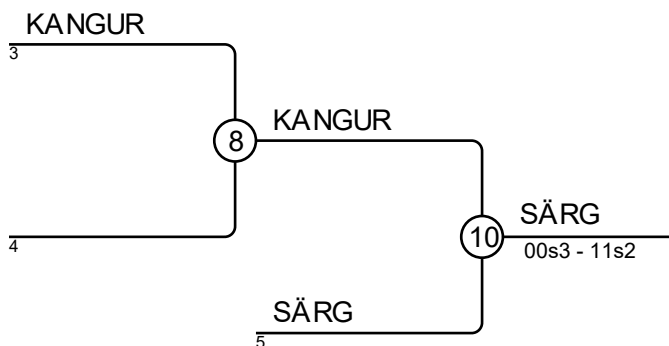 KANGUR
3
8
KANGUR
4
10
SÄRG
00s3 - 11s2
SÄRG
5